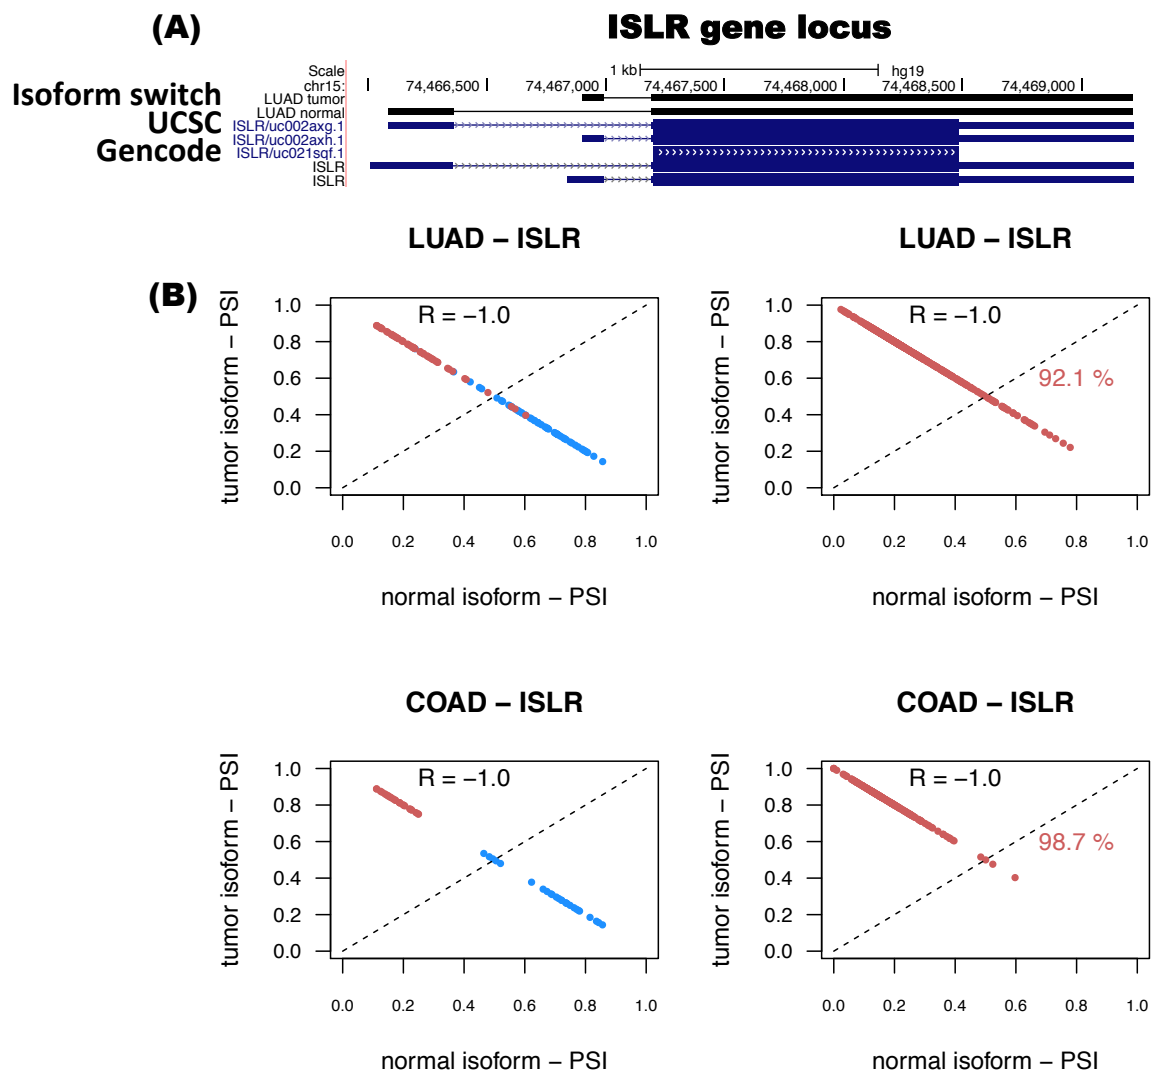 (A) ISLR gene locus
Scale 1 kb hg19
chr15: 74,466,500 74,467,000 74,467,500 74,468,000 74,468,500 74,469,000
Isoform switch LUAD tumor
LUAD normal
UCSC ISLR/uc002axg.1
ISLR/uc002axh.1
Gencode ISLR/uc021sqf.1
ISLR
ISLR
(B)
LUAD – ISLR
tumor isoform – PSI
1.0
0.8
0.6
0.4
0.2
0.0
R = −1.0
0.0 0.2 0.4 0.6 0.8 1.0
normal isoform – PSI
LUAD – ISLR
tumor isoform – PSI
1.0
0.8
0.6
0.4
0.2
0.0
R = −1.0
92.1 %
0.0 0.2 0.4 0.6 0.8 1.0
normal isoform – PSI
COAD – ISLR
tumor isoform – PSI
1.0
0.8
0.6
0.4
0.2
0.0
R = −1.0
0.0 0.2 0.4 0.6 0.8 1.0
normal isoform – PSI
COAD – ISLR
tumor isoform – PSI
1.0
0.8
0.6
0.4
0.2
0.0
R = −1.0
98.7 %
0.0 0.2 0.4 0.6 0.8 1.0
normal isoform – PSI